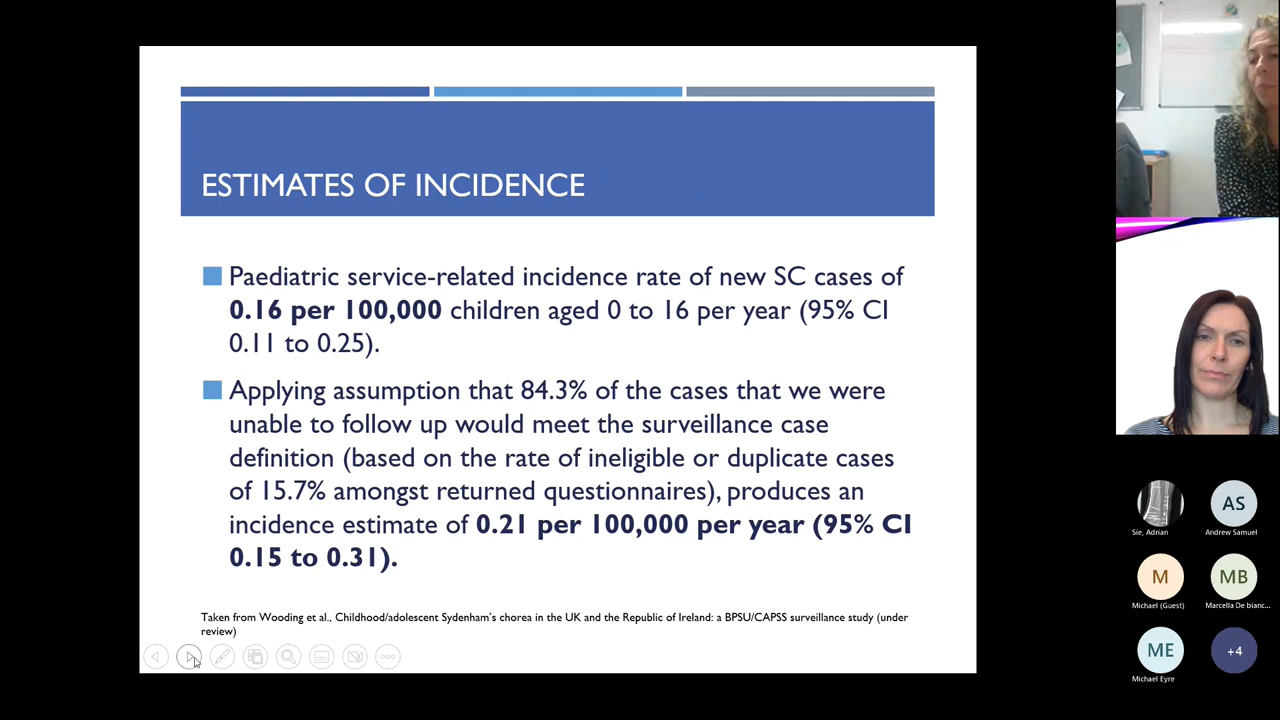 ESTIMATES OF INCIDENCE
Paediatric service-related incidence rate of new SC cases of
0.16 per 100,000 children aged 0 to 16 per year (95% CI
0.11 to 0.25).
Applying assumption that 84.3% of the cases that we were
unable to follow up would meet the surveillance case
definition (based on the rate of ineligible or duplicate cases
of 15.7% amongst returned questionnaires), produces an
incidence estimate of 0.21 per 100,000 per year (95% CI
0.15 to 0.31).
Taken from Wooding et al., Childhood/adolescent Sydenham's chorea in the UK and the Republic of Ireland: a BPSU/CAPSS surveillance study (under
review)
AS
Sie, Adrian
Andrew Samuel
M
MB
Michael (Guest)
Marcella De bianc...
ME
+4
Michael Eyre